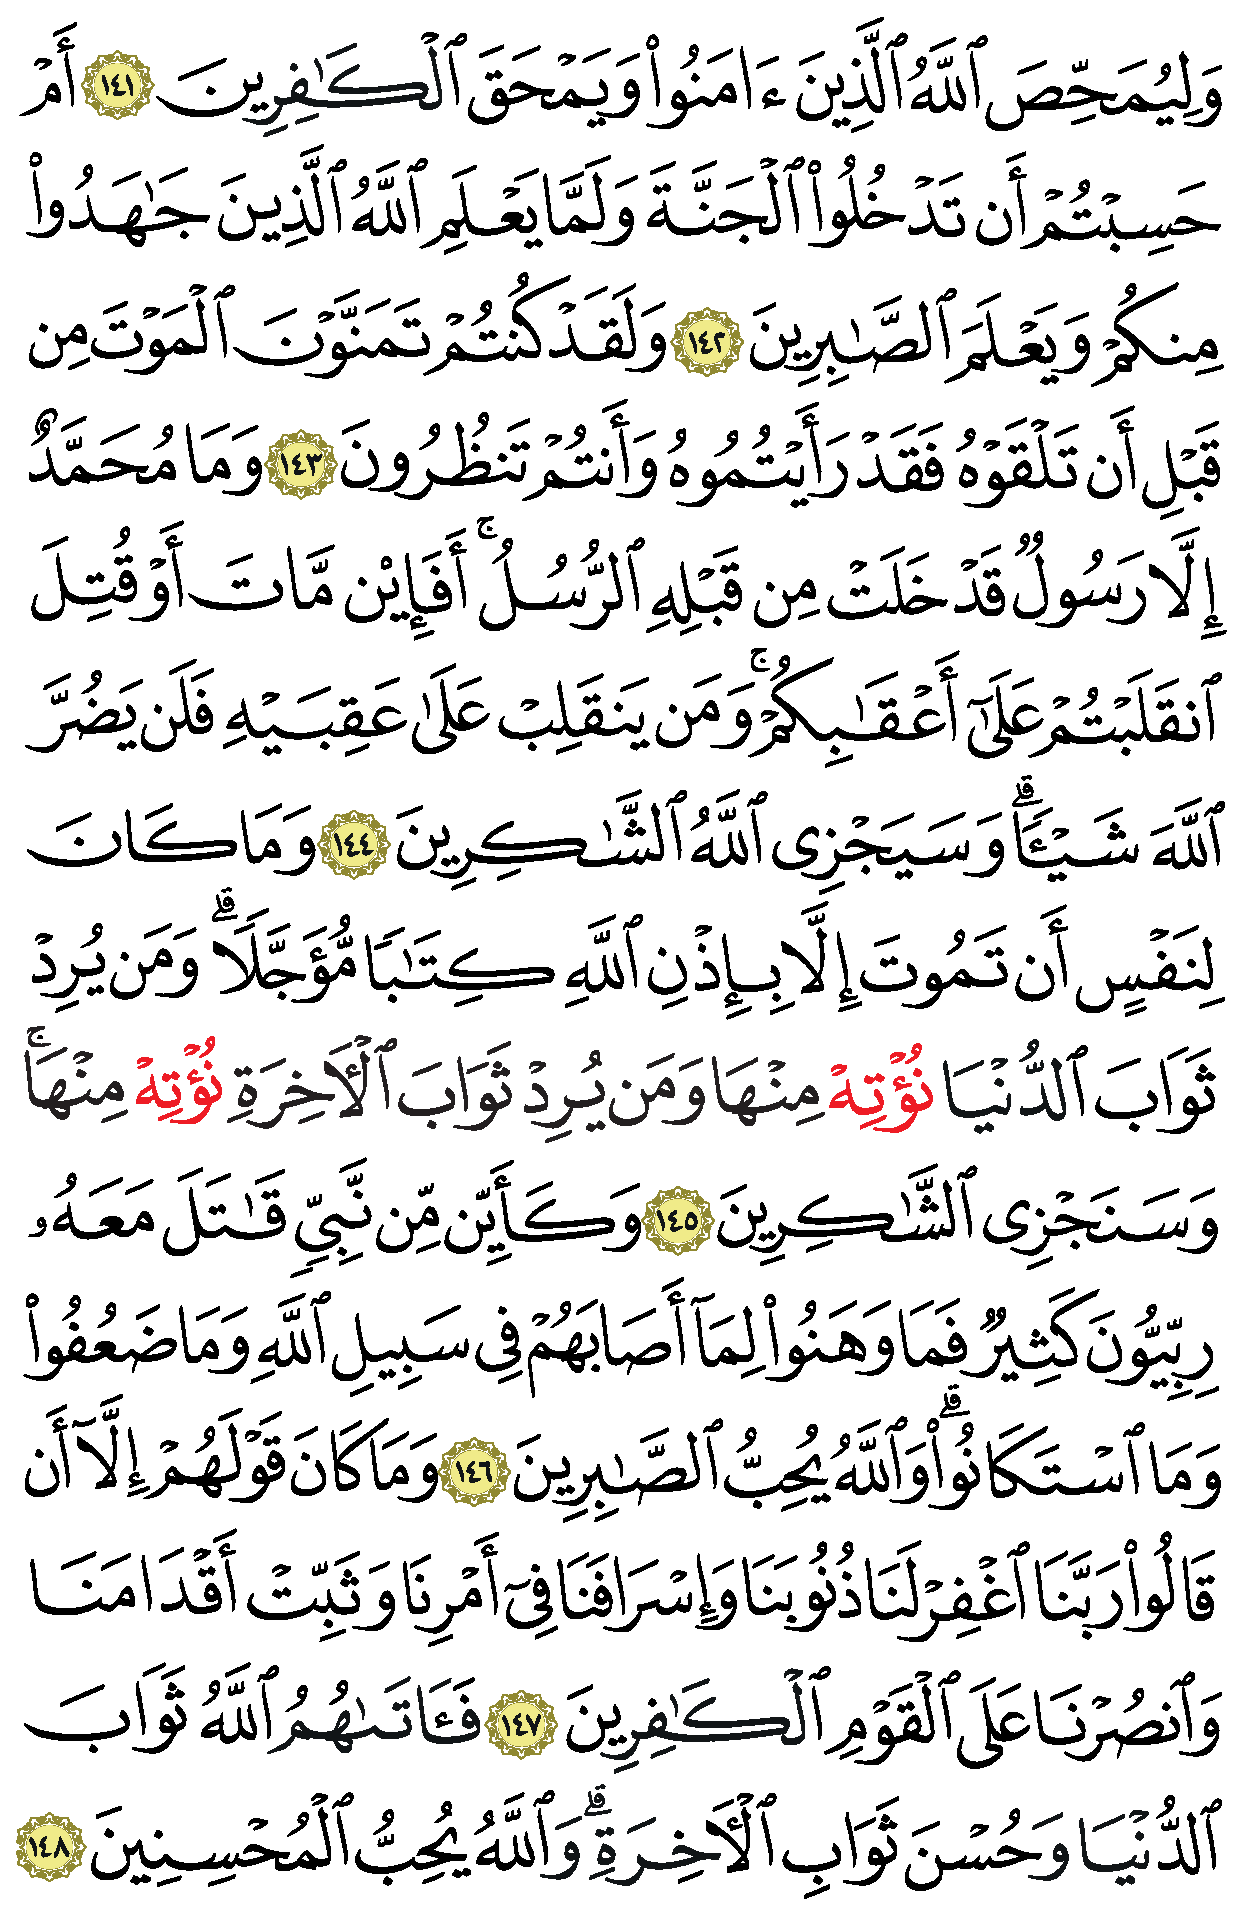 وَلِيُمَحِّصَ ٱللَّهُ ٱلَّذِينَ ءَامَنُوا۟ وَيَمْحَقَ ٱلْكَـٰفِرِينَ ١٤١ أَمْ
حَسِبْتُمْ أَن تَدْخُلُوا۟ ٱلْجَنَّةَ وَلَمَّا يَعْلَمِ ٱللَّهُ ٱلَّذِينَ جَـٰهَدُوا۟
مِنكُمْ وَيَعْلَمَ ٱلصَّـٰبِرِينَ ١٤٢ وَلَقَدْ كُنتُمْ تَمَنَّوْنَ ٱلْمَوْتَ مِن
قَبْلِ أَن تَلْقَوْهُ فَقَدْ رَأَيْتُمُوهُ وَأَنتُمْ تَنظُرُونَ ١٤٣ وَمَا مُحَمَّدٌ
إِلَّا رَسُولٌ قَدْ خَلَتْ مِن قَبْلِهِ ٱلرُّسُلُ ۚ أَفَإِي۟ن مَّاتَ أَوْ قُتِلَ
ٱنقَلَبْتُمْ عَلَىٰٓ أَعْقَـٰبِكُمْ ۚ وَمَن يَنقَلِبْ عَلَىٰ عَقِبَيْهِ فَلَن يَضُرَّ
ٱللَّهَ شَيْـًٔا ۗ وَسَيَجْزِى ٱللَّهُ ٱلشَّـٰكِرِينَ ١٤٤ وَمَا كَانَ
لِنَفْسٍ أَن تَمُوتَ إِلَّا بِإِذْنِ ٱللَّهِ كِتَـٰبًا مُّؤَجَّلًا ۗ وَمَن يُرِدْ
ثَوَابَ ٱلدُّنْيَا نُؤْتِهْ مِنْهَا وَمَن يُرِدْ ثَوَابَ ٱلْـَٔاخِرَةِ نُؤْتِهْ مِنْهَا ۚ
وَسَنَجْزِى ٱلشَّـٰكِرِينَ ١٤٥ وَكَأَيِّن مِّن نَّبِىٍّ قَـٰتَلَ مَعَهُۥ
رِبِّيُّونَ كَثِيرٌ فَمَا وَهَنُوا۟ لِمَآ أَصَابَهُمْ فِى سَبِيلِ ٱللَّهِ وَمَا ضَعُفُوا۟
وَمَا ٱسْتَكَانُوا۟ ۗ وَٱللَّهُ يُحِبُّ ٱلصَّـٰبِرِينَ ١٤٦ وَمَا كَانَ قَوْلَهُمْ إِلَّآ أَن
قَالُوا۟ رَبَّنَا ٱغْفِرْ لَنَا ذُنُوبَنَا وَإِسْرَافَنَا فِىٓ أَمْرِنَا وَثَبِّتْ أَقْدَامَنَا
وَٱنصُرْنَا عَلَى ٱلْقَوْمِ ٱلْكَـٰفِرِينَ ١٤٧ فَـَٔاتَىٰهُمُ ٱللَّهُ ثَوَابَ
ٱلدُّنْيَا وَحُسْنَ ثَوَابِ ٱلْـَٔاخِرَةِ ۗ وَٱللَّهُ يُحِبُّ ٱلْمُحْسِنِينَ ١٤٨